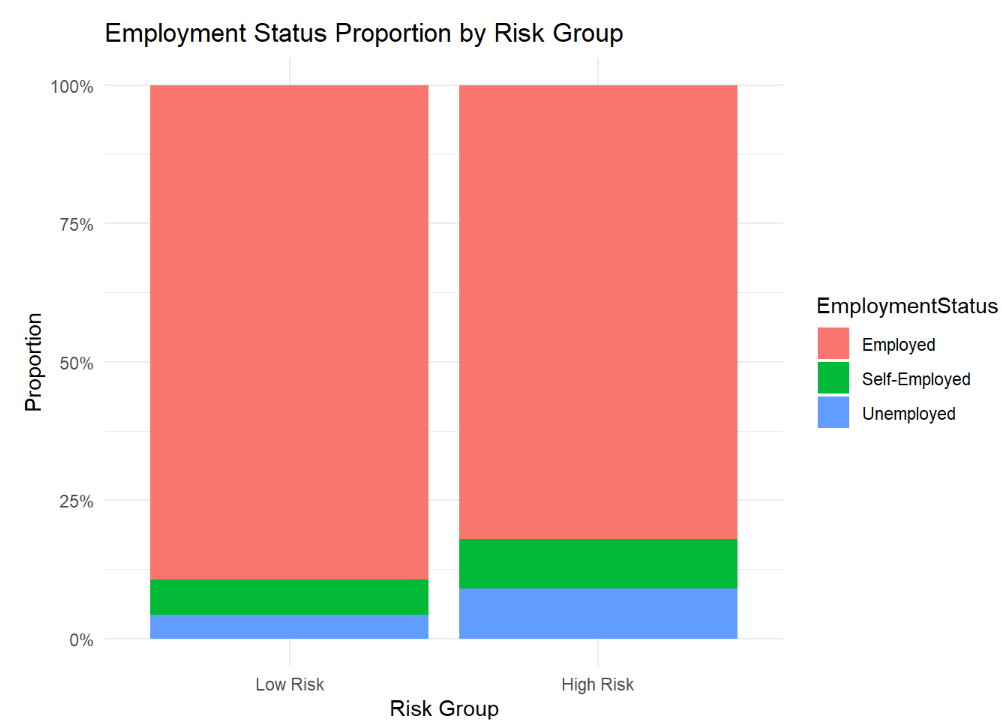 Employment Status Proportion by Risk Group
100%
75%
50%
25%
0%
Proportion
Low Risk
High Risk
Risk Group
EmploymentStatus
Employed
Self-Employed
Unemployed